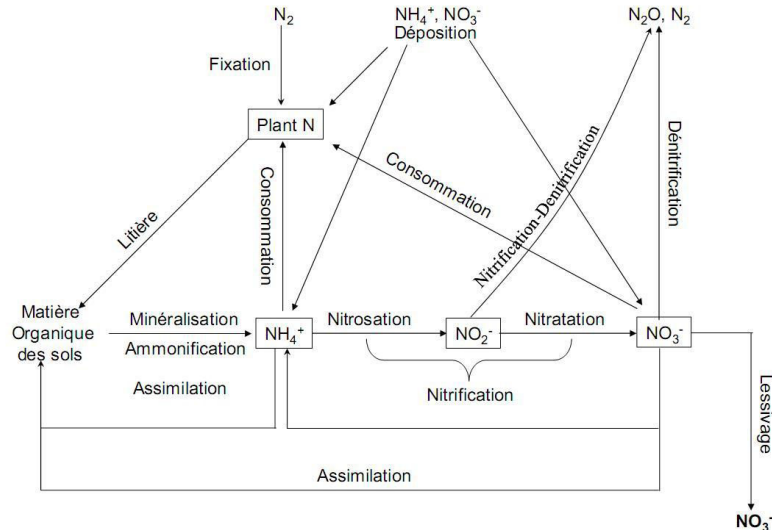 N₂
NH₄⁺, NO₃⁻
Déposition
N₂O, N₂
Fixation
Plant N
Consommation
Consommation
Nitrification-Denitrification
Dénitrification
Litière
Matière
Organique
des sols
Minéralisation
Ammonification
NH₄⁺
Nitrosation
NO₂⁻
Nitratation
NO₃⁻
Assimilation
Nitrification
Lessivage
Assimilation
NO₃⁻